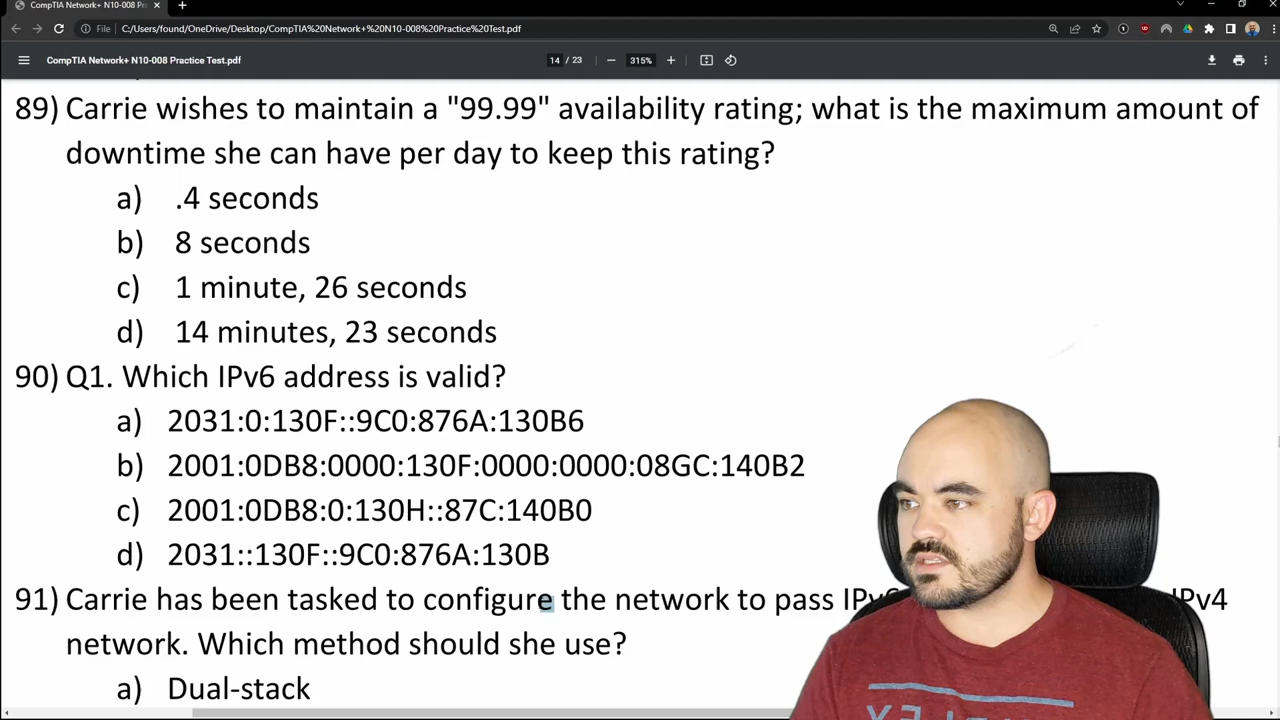 CompTIA Network+ N10-008 Pr
File C:/Users/found/OneDrive/Desktop/CompTIA%20Network+%20N10-008%20Practice%20Test.pdf
CompTIA Network+ N10-008 Practice Test.pdf 14 / 23 315%
89) Carrie wishes to maintain a "99.99" availability rating; what is the maximum amount of
downtime she can have per day to keep this rating?
a) .4 seconds
b) 8 seconds
c) 1 minute, 26 seconds
d) 14 minutes, 23 seconds
90) Q1. Which IPv6 address is valid?
a) 2031:0:130F::9C0:876A:130B6
b) 2001:0DB8:0000:130F:0000:0000:08GC:140B2
c) 2001:0DB8:0:130H::87C:140B0
d) 2031::130F::9C0:876A:130B
91) Carrie has been tasked to configure the network to pass IPv4
network. Which method should she use?
a) Dual-stack